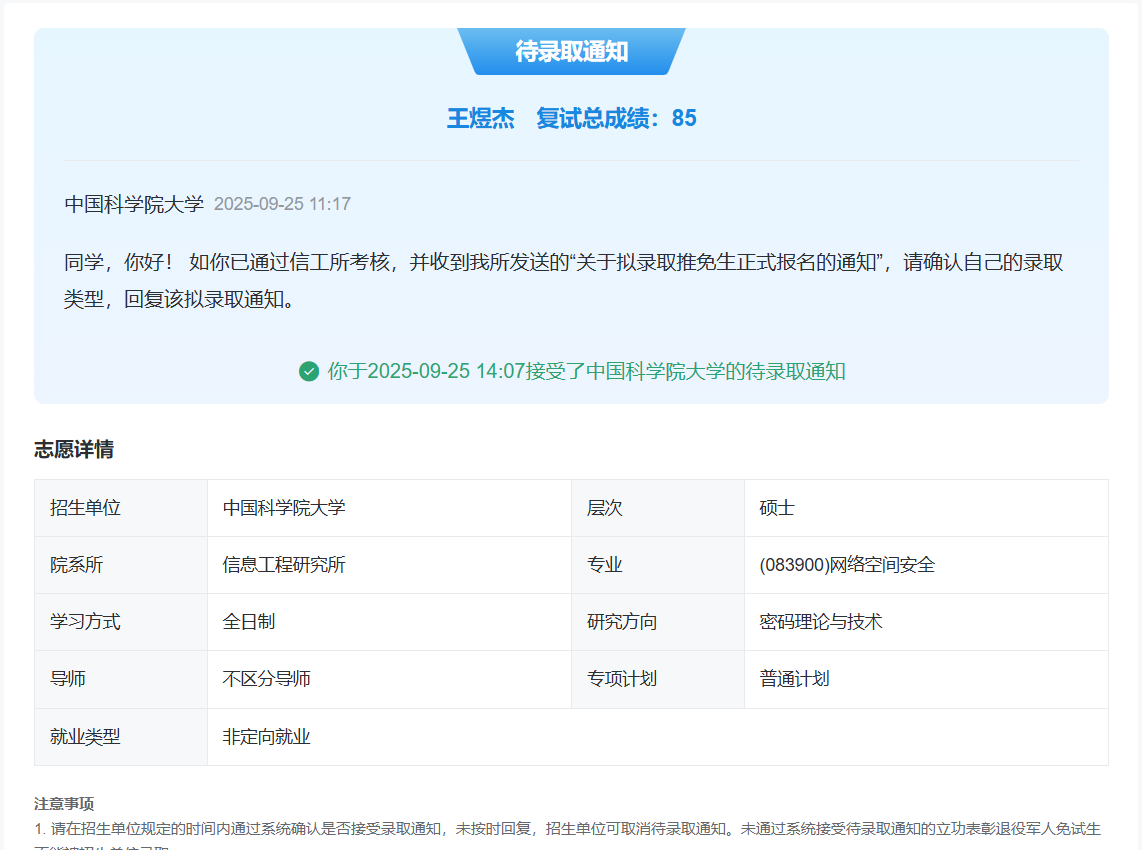 待录取通知
王煜杰 复试总成绩：85
中国科学院大学 2025-09-25 11:17
同学，你好！ 如你已通过信工所考核，并收到我所发送的“关于拟录取推免生正式报名的通知”，请确认自己的录取
类型，回复该拟录取通知。
你于2025-09-25 14:07接受了中国科学院大学的待录取通知
志愿详情
招生单位 中国科学院大学 层次 硕士
院系所 信息工程研究所 专业 (083900)网络空间安全
学习方式 全日制 研究方向 密码理论与技术
导师 不区分导师 专项计划 普通计划
就业类型 非定向就业
注意事项
1. 请在招生单位规定的时间内通过系统确认是否接受录取通知，未按时回复，招生单位可取消待录取通知。未通过系统接受待录取通知的立功表彰退役军人免试生